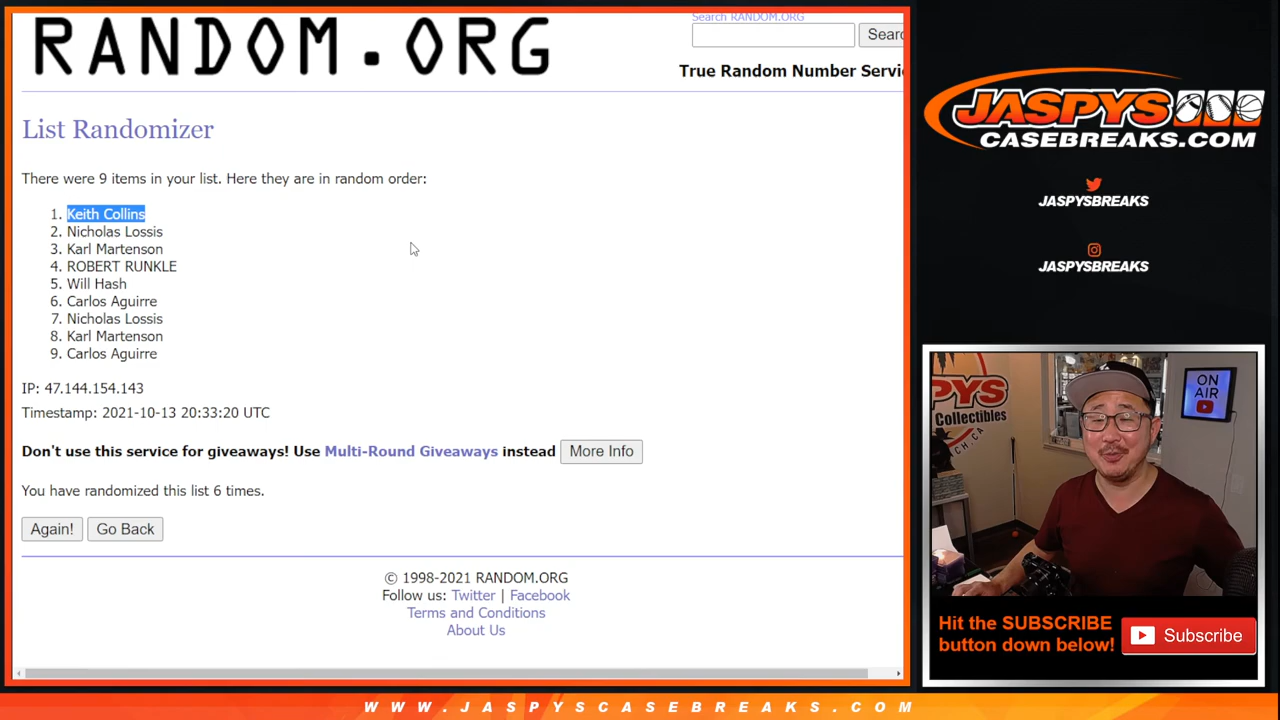 RANDOM.ORG
Search RANDOM.ORG
Searc
True Random Number Servi
List Randomizer
There were 9 items in your list. Here they are in random order:
1. Keith Collins
2. Nicholas Lossis
3. Karl Martenson
4. ROBERT RUNKLE
5. Will Hash
6. Carlos Aguirre
7. Nicholas Lossis
8. Karl Martenson
9. Carlos Aguirre
IP: 47.144.154.143
Timestamp: 2021-10-13 20:33:20 UTC
Don't use this service for giveaways! Use Multi-Round Giveaways instead More Info
You have randomized this list 6 times.
Again! Go Back
© 1998-2021 RANDOM.ORG
Follow us: Twitter | Facebook
Terms and Conditions
About Us
JASPYS
CASEBREAKS.COM
JASPYSBREAKS
JASPYSBREAKS
PYS
Collectibles
ON
AIR
Hit the SUBSCRIBE
button down below!
Subscribe
WWW.JASPYSCASEBREAKS.COM